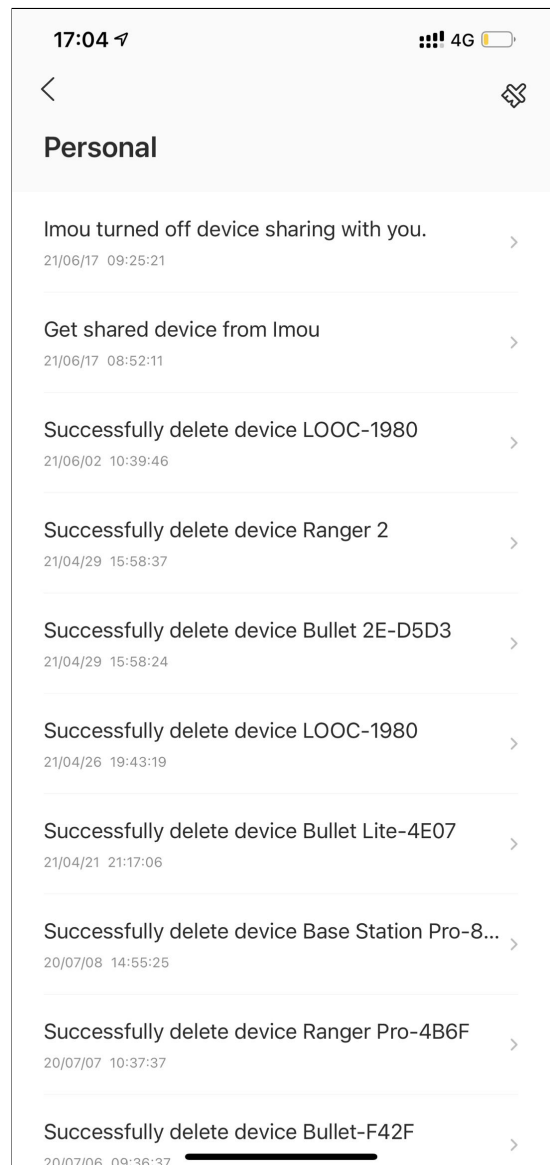 17:04
4G
Personal
Imou turned off device sharing with you.
21/06/17 09:25:21
Get shared device from Imou
21/06/17 08:52:11
Successfully delete device LOOC-1980
21/06/02 10:39:46
Successfully delete device Ranger 2
21/04/29 15:58:37
Successfully delete device Bullet 2E-D5D3
21/04/29 15:58:24
Successfully delete device LOOC-1980
21/04/26 19:43:19
Successfully delete device Bullet Lite-4E07
21/04/21 21:17:06
Successfully delete device Base Station Pro-8...
20/07/08 14:55:25
Successfully delete device Ranger Pro-4B6F
20/07/07 10:37:37
Successfully delete device Bullet-F42F
20/07/06 09:36:37